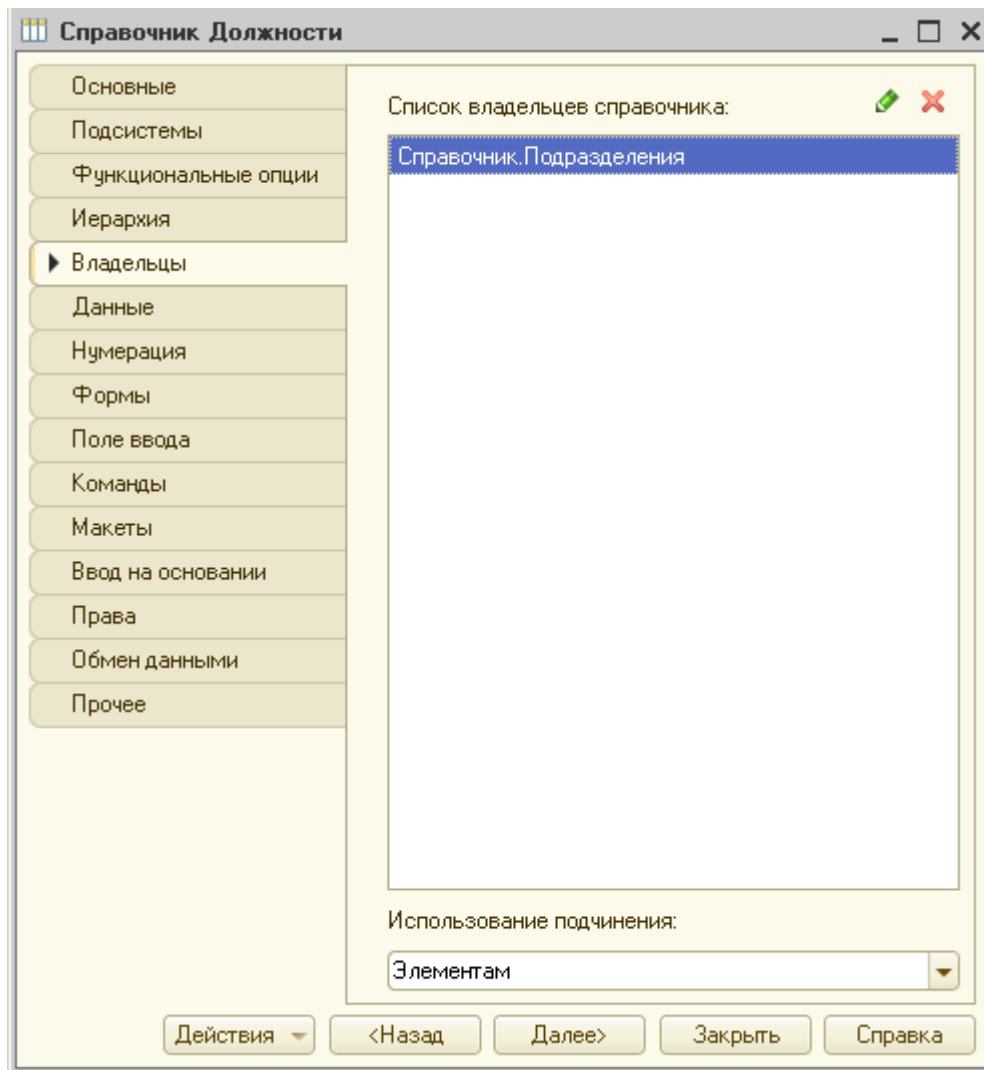 Справочник Должности
Основные
Подсистемы
Функциональные опции
Иерархия
Владельцы
Данные
Нумерация
Формы
Поле ввода
Команды
Макеты
Ввод на основании
Права
Обмен данными
Прочее
Список владельцев справочника:
Справочник.Подразделения
Использование подчинения:
Элементам
Действия <Назад Далее> Закрыть Справка